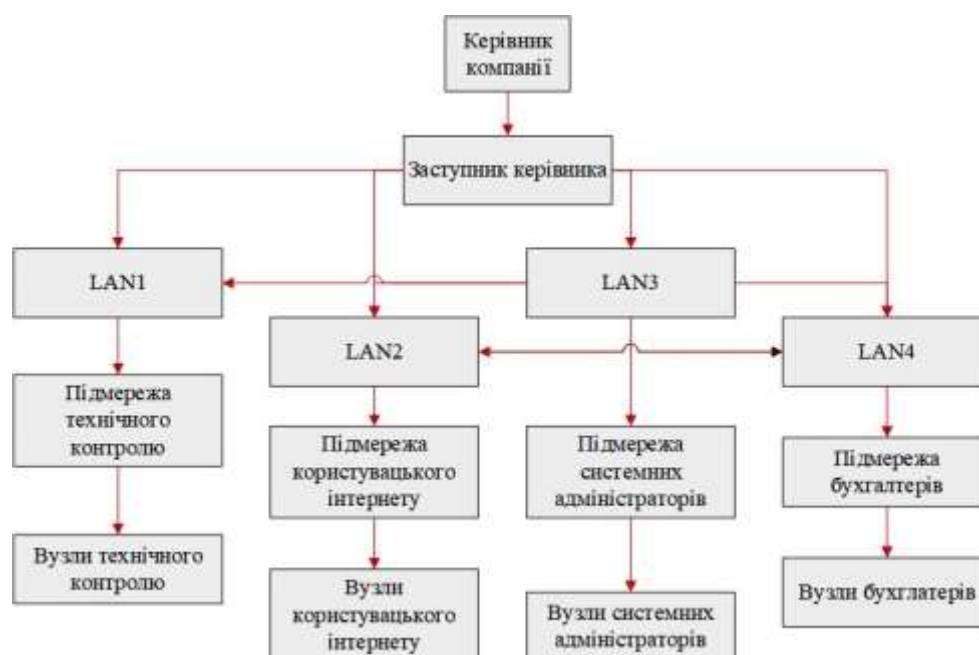 Керівник
компанії
Заступник керівника
LAN1
LAN3
LAN2
LAN4
Підмережа
технічного
контролю
Підмережа
користувацького
інтернету
Підмережа
системних
адміністраторів
Підмережа
бухгалтерів
Вузли технічного
контролю
Вузли
користувацького
інтернету
Вузли системних
адміністраторів
Вузли бухглатерів